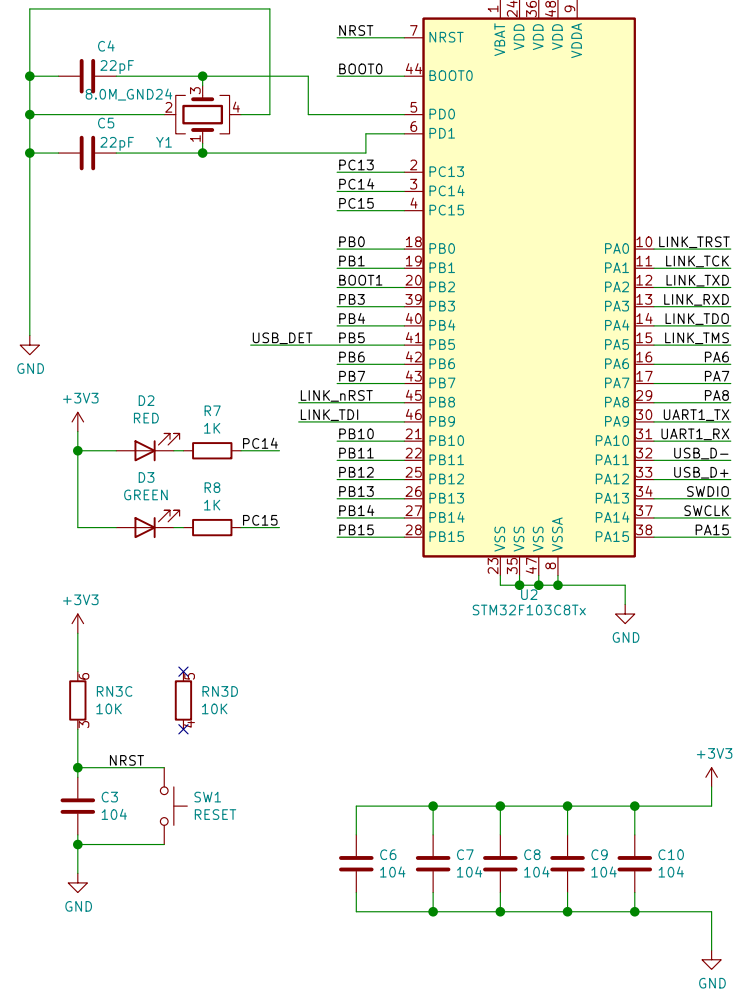 C4
22pF
8.0M_GND24
3
2
4
1
C5
22pF
Y1
GND
+3V3
D2
RED
R7
1K
PC14
D3
GREEN
R8
1K
PC15
+3V3
6
RN3C
10K
3
5
RN3D
10K
4
NRST
C3
104
SW1
RESET
GND
1
24
36
48
9
VBAT
VDD
VDD
VDD
VDDA
NRST 7 NRST
BOOT0 44 BOOT0
5 PD0
6 PD1
PC13 2 PC13
PC14 3 PC14
PC15 4 PC15
PB0 18 PB0
PB1 19 PB1
BOOT1 20 PB2
PB3 39 PB3
PB4 40 PB4
USB_DET PB5 41 PB5
PB6 42 PB6
PB7 43 PB7
LINK_nRST 45 PB8
LINK_TDI 46 PB9
PB10 21 PB10
PB11 22 PB11
PB12 25 PB12
PB13 26 PB13
PB14 27 PB14
PB15 28 PB15
PA0 10 LINK_TRST
PA1 11 LINK_TCK
PA2 12 LINK_TXD
PA3 13 LINK_RXD
PA4 14 LINK_TDO
PA5 15 LINK_TMS
PA6 16 PA6
PA7 17 PA7
PA8 29 PA8
PA9 30 UART1_TX
PA10 31 UART1_RX
PA11 32 USB_D-
PA12 33 USB_D+
PA13 34 SWDIO
PA14 37 SWCLK
PA15 38 PA15
VSS
VSS
VSS
VSSA
23
35
47
8
U2
STM32F103C8Tx
GND
+3V3
C6
104
C7
104
C8
104
C9
104
C10
104
GND